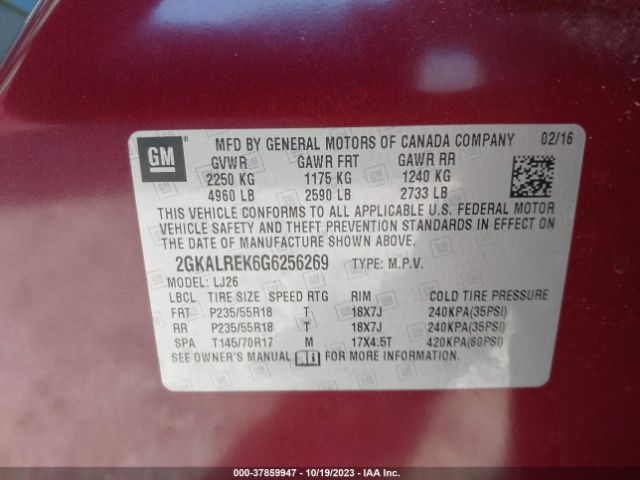 GM ®
MFD BY GENERAL MOTORS OF CANADA COMPANY 02/16
GVWR GAWR FRT GAWR RR
2250 KG 1175 KG 1240 KG
4960 LB 2590 LB 2733 LB
THIS VEHICLE CONFORMS TO ALL APPLICABLE U.S. FEDERAL MOTOR
VEHICLE SAFETY AND THEFT PREVENTION STANDARDS IN EFFECT ON
THE DATE OF MANUFACTURE SHOWN ABOVE.
2GKALREK6G6256269 TYPE: M.P.V.
MODEL: LJ26
LBCL TIRE SIZE SPEED RTG RIM COLD TIRE PRESSURE
FRT P235/55R18 T 18X7J 240KPA(35PSI)
RR P235/55R18 T 18X7J 240KPA(35PSI)
SPA T145/70R17 M 17X4.5T 420KPA(60PSI)
SEE OWNER'S MANUAL FOR MORE INFORMATION.
000-37859947 • 10/19/2023 • IAA Inc.